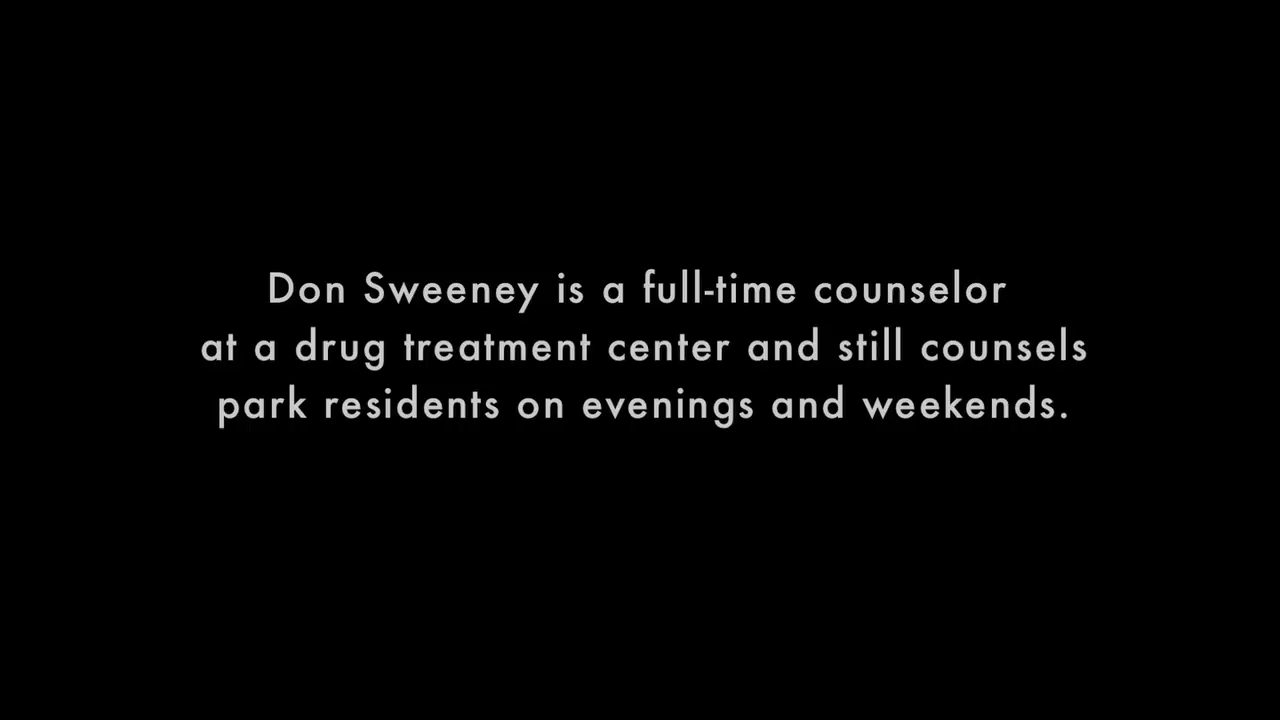 Don Sweeney is a full-time counselor
at a drug treatment center and still counsels
park residents on evenings and weekends.